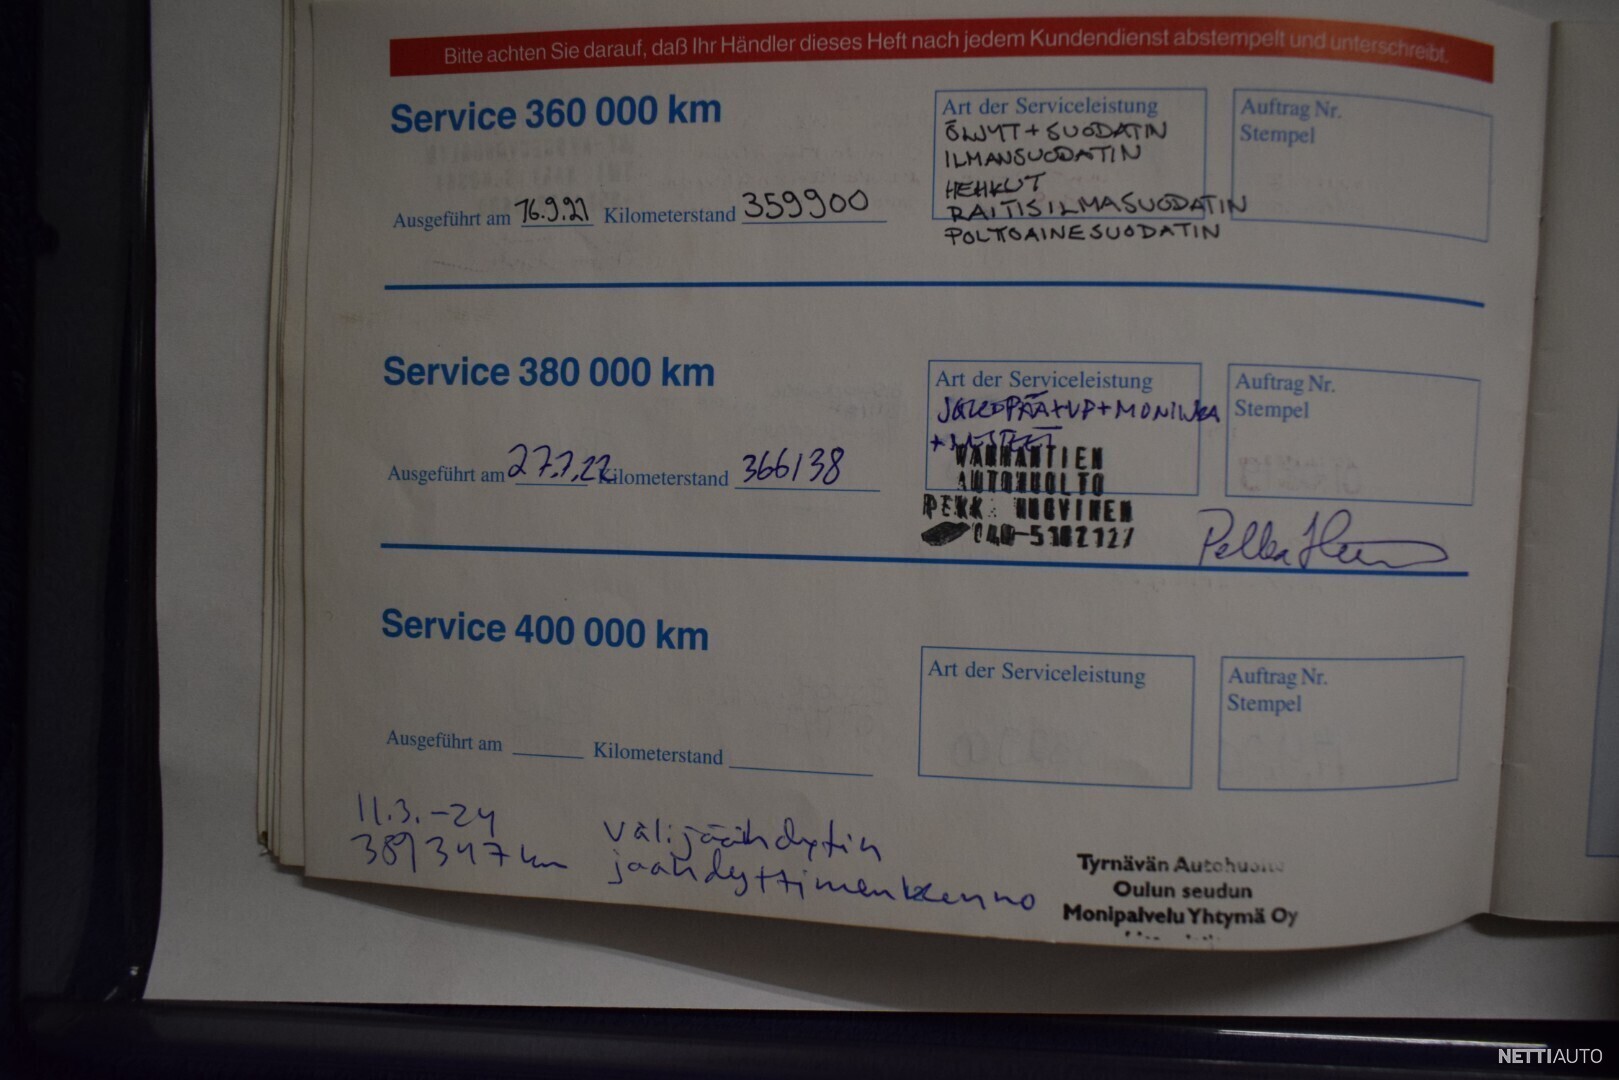 Bitte achten Sie darauf, daß Ihr Händler dieses Heft nach jedem Kundendienst abstempelt und unterschreibt.
Service 360 000 km
Art der Serviceleistung
ÖLJYT + SUODATIN
ILMANSUODATIN
HEHKUT
RAITISILMASUODATIN
POLTTOAINESUODATIN
Auftrag Nr.
Stempel
Ausgeführt am 16.9.21 Kilometerstand 359900
Service 380 000 km
Art der Serviceleistung
Auftrag Nr.
Stempel
Ausgeführt am 27.7.22 Kilometerstand 366138
AUTOHUOLTO
Service 400 000 km
Art der Serviceleistung
Auftrag Nr.
Stempel
Ausgeführt am Kilometerstand
11.3.-24 välijäähdytin
389347 km jäähdyttimenkenno
Tyrnävän Autohuolto
Oulun seudun
Monipalvelu Yhtymä Oy
NETTIAUTO